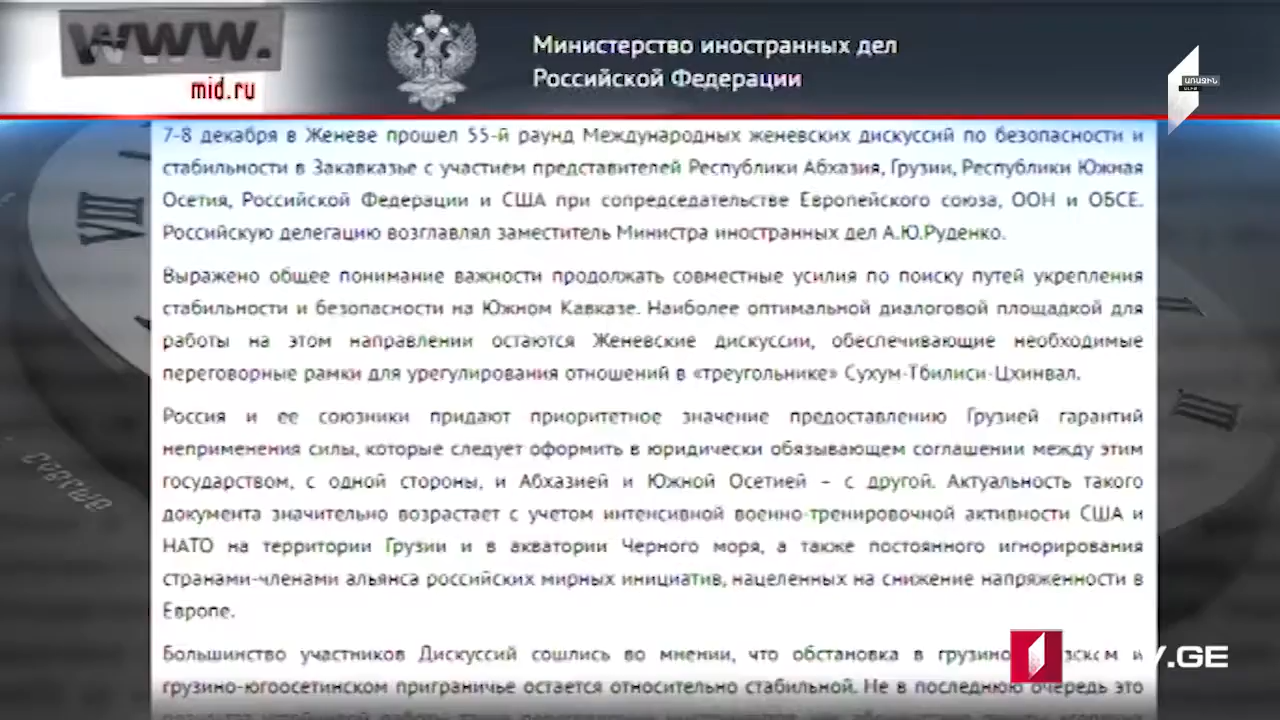 www.
mid.ru
Министерство иностранных дел
Российской Федерации
ԱՌԱՋԻՆ
ԱԼԻՔ
7-8 декабря в Женеве прошел 55-й раунд Международных женевских дискуссий по безопасности и
стабильности в Закавказье с участием представителей Республики Абхазия, Грузии, Республики Южная
Осетия, Российской Федерации и США при сопредседательстве Европейского союза, ООН и ОБСЕ.
Российскую делегацию возглавлял заместитель Министра иностранных дел А.Ю.Руденко.
Выражено общее понимание важности продолжать совместные усилия по поиску путей укрепления
стабильности и безопасности на Южном Кавказе. Наиболее оптимальной диалоговой площадкой для
работы на этом направлении остаются Женевские дискуссии, обеспечивающие необходимые
переговорные рамки для урегулирования отношений в «треугольнике» Сухум-Тбилиси-Цхинвал.
Россия и ее союзники придают приоритетное значение предоставлению Грузией гарантий
неприменения силы, которые следует оформить в юридически обязывающем соглашении между этим
государством, с одной стороны, и Абхазией и Южной Осетией – с другой. Актуальность такого
документа значительно возрастает с учетом интенсивной военно-тренировочной активности США и
НАТО на территории Грузии и в акватории Черного моря, а также постоянного игнорирования
странами-членами альянса российских мирных инициатив, нацеленных на снижение напряженности в
Европе.
Большинство участников Дискуссий сошлись во мнении, что обстановка в и
грузино-югоосетинском приграничье остается относительно стабильной. Не в последнюю очередь это
VIII
III
.GE